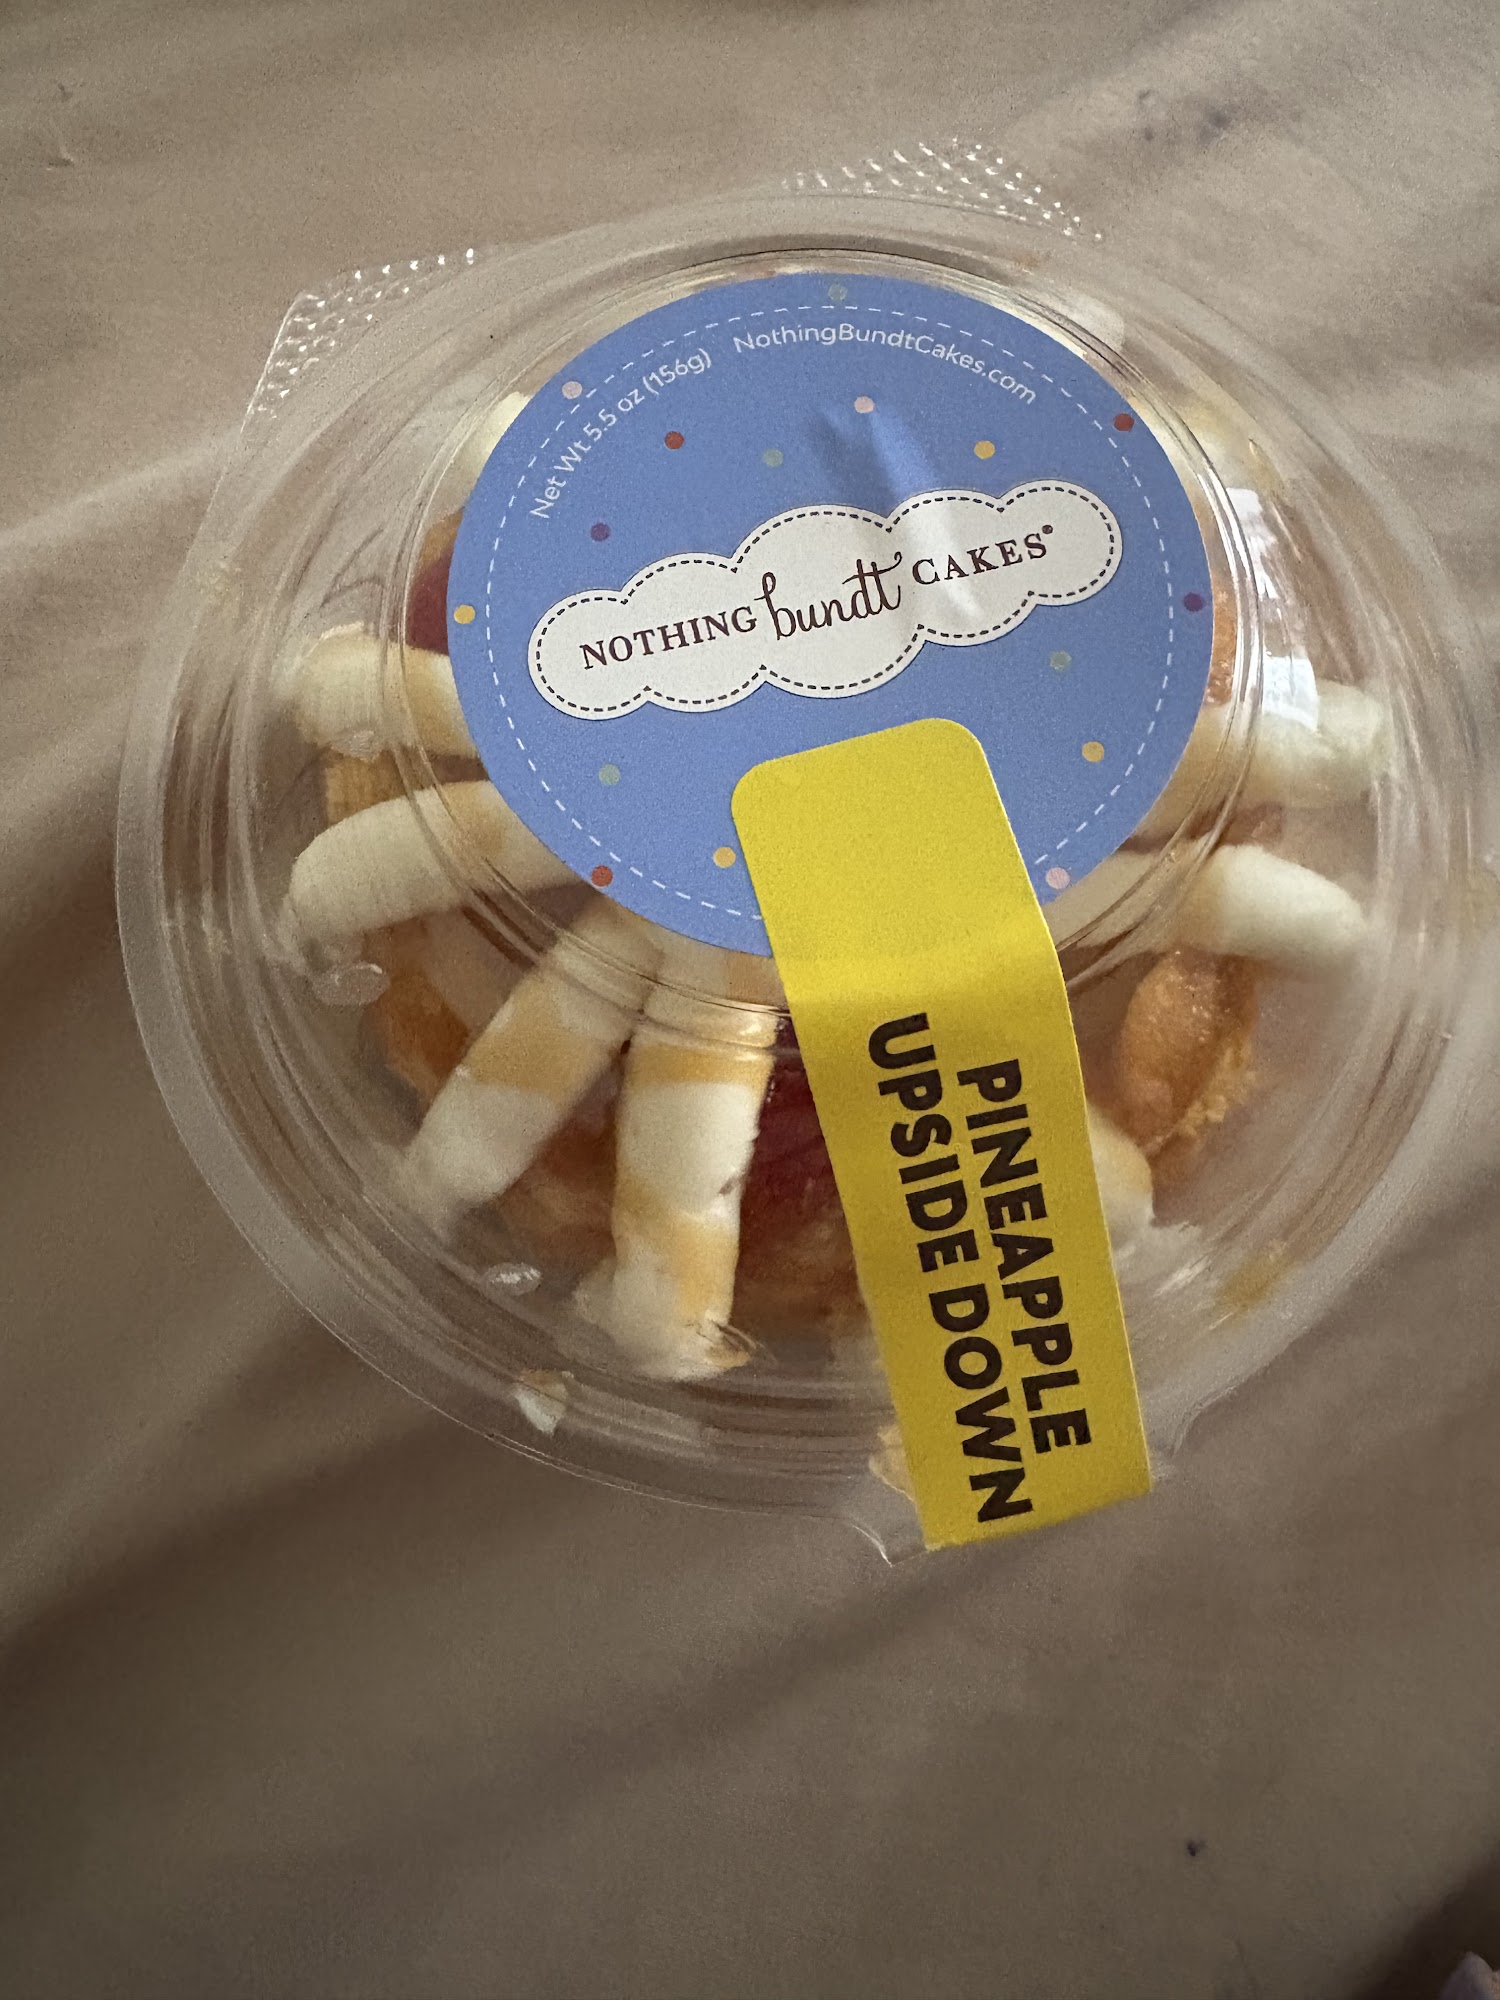 Net Wt 5.5 oz (156g) NothingBundtCakes.com
NOTHING bundt CAKES®
PINEAPPLE
UPSIDE DOWN